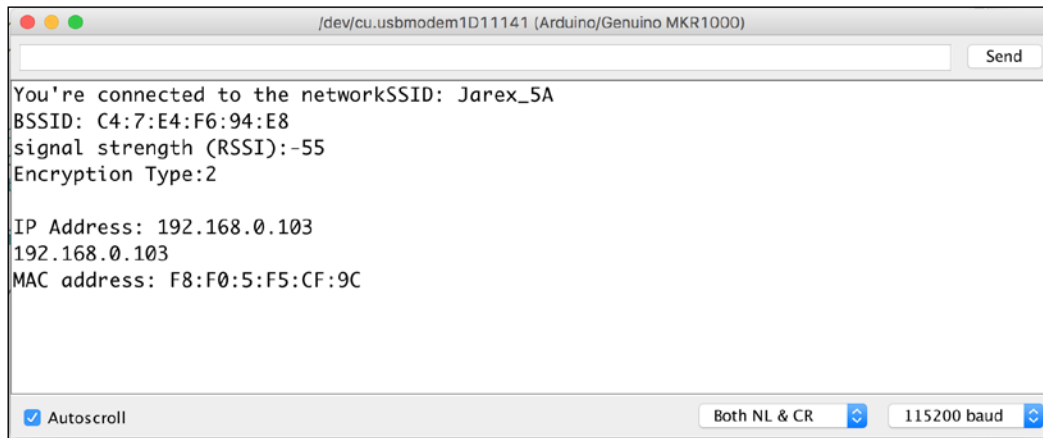 /dev/cu.usbmodem1D11141 (Arduino/Genuino MKR1000)
Send
You're connected to the networkSSID: Jarex_5A
BSSID: C4:7:E4:F6:94:E8
signal strength (RSSI):-55
Encryption Type:2
IP Address: 192.168.0.103
192.168.0.103
MAC address: F8:F0:5:F5:CF:9C
Autoscroll Both NL & CR 115200 baud